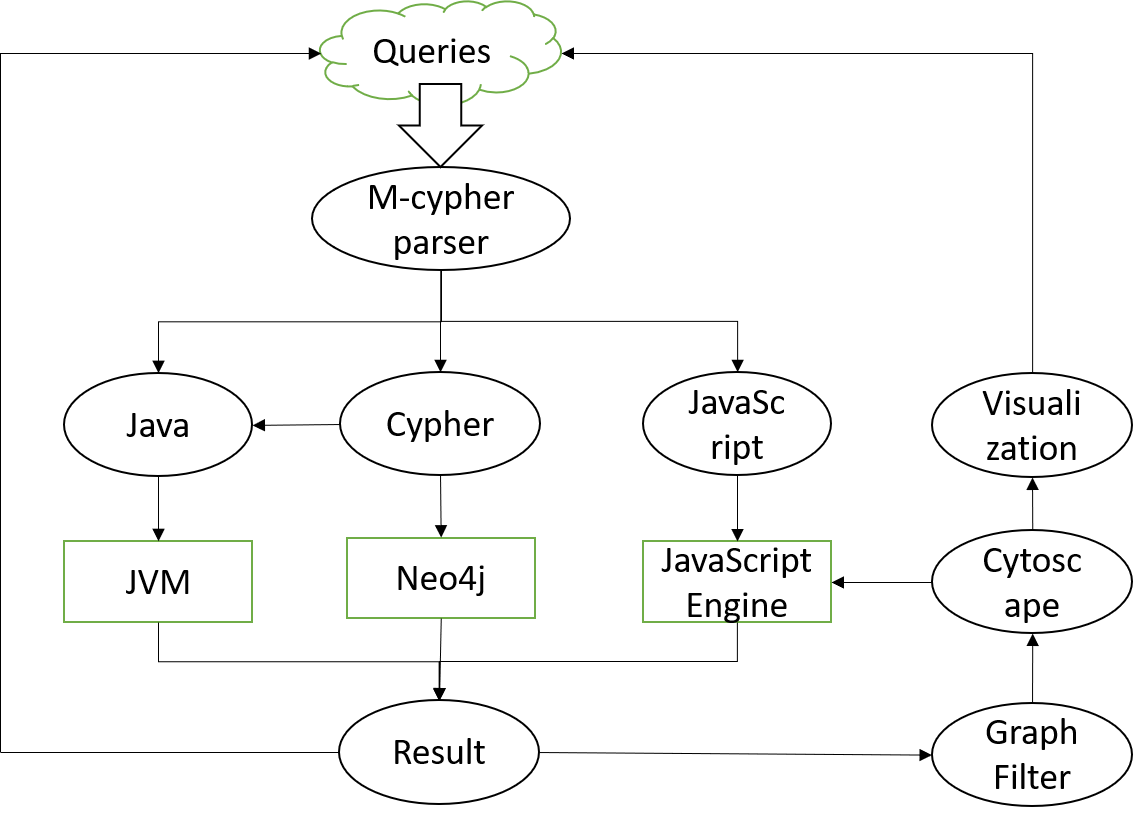 Queries
M-cypher
parser
Java
Cypher
JavaSc
ript
Visuali
zation
JVM
Neo4j
JavaScript
Engine
Cytosc
ape
Result
Graph
Filter